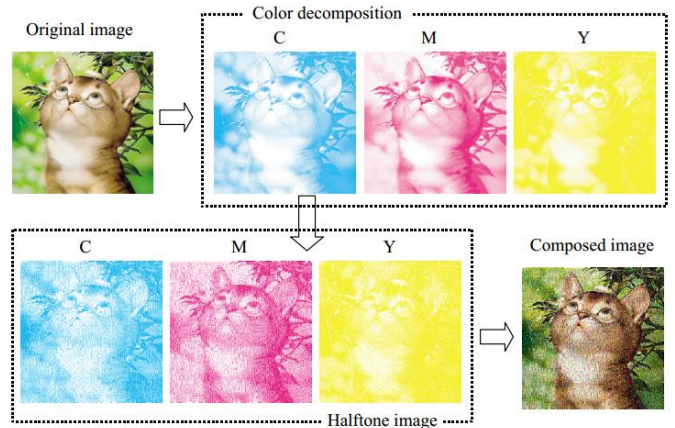 Color decomposition
Original image
C M Y
C M Y
Composed image
Halftone image